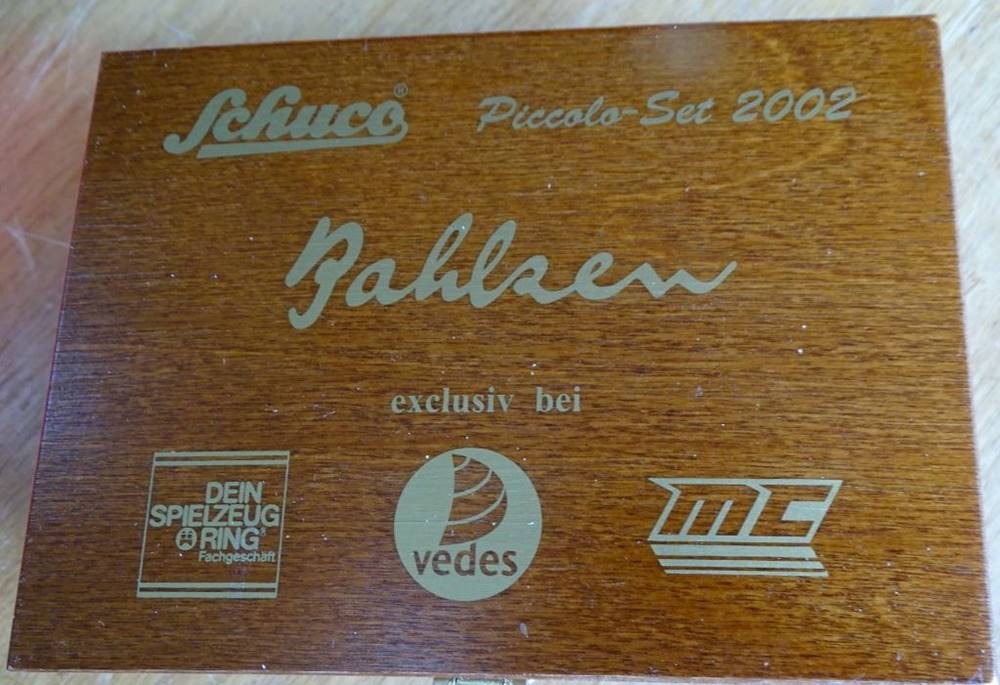 Schuco® Piccolo-Set 2002
Bahlsen
exclusiv bei
DEIN
SPIELZEUG
RING®
Fachgeschäft
vedes
MC